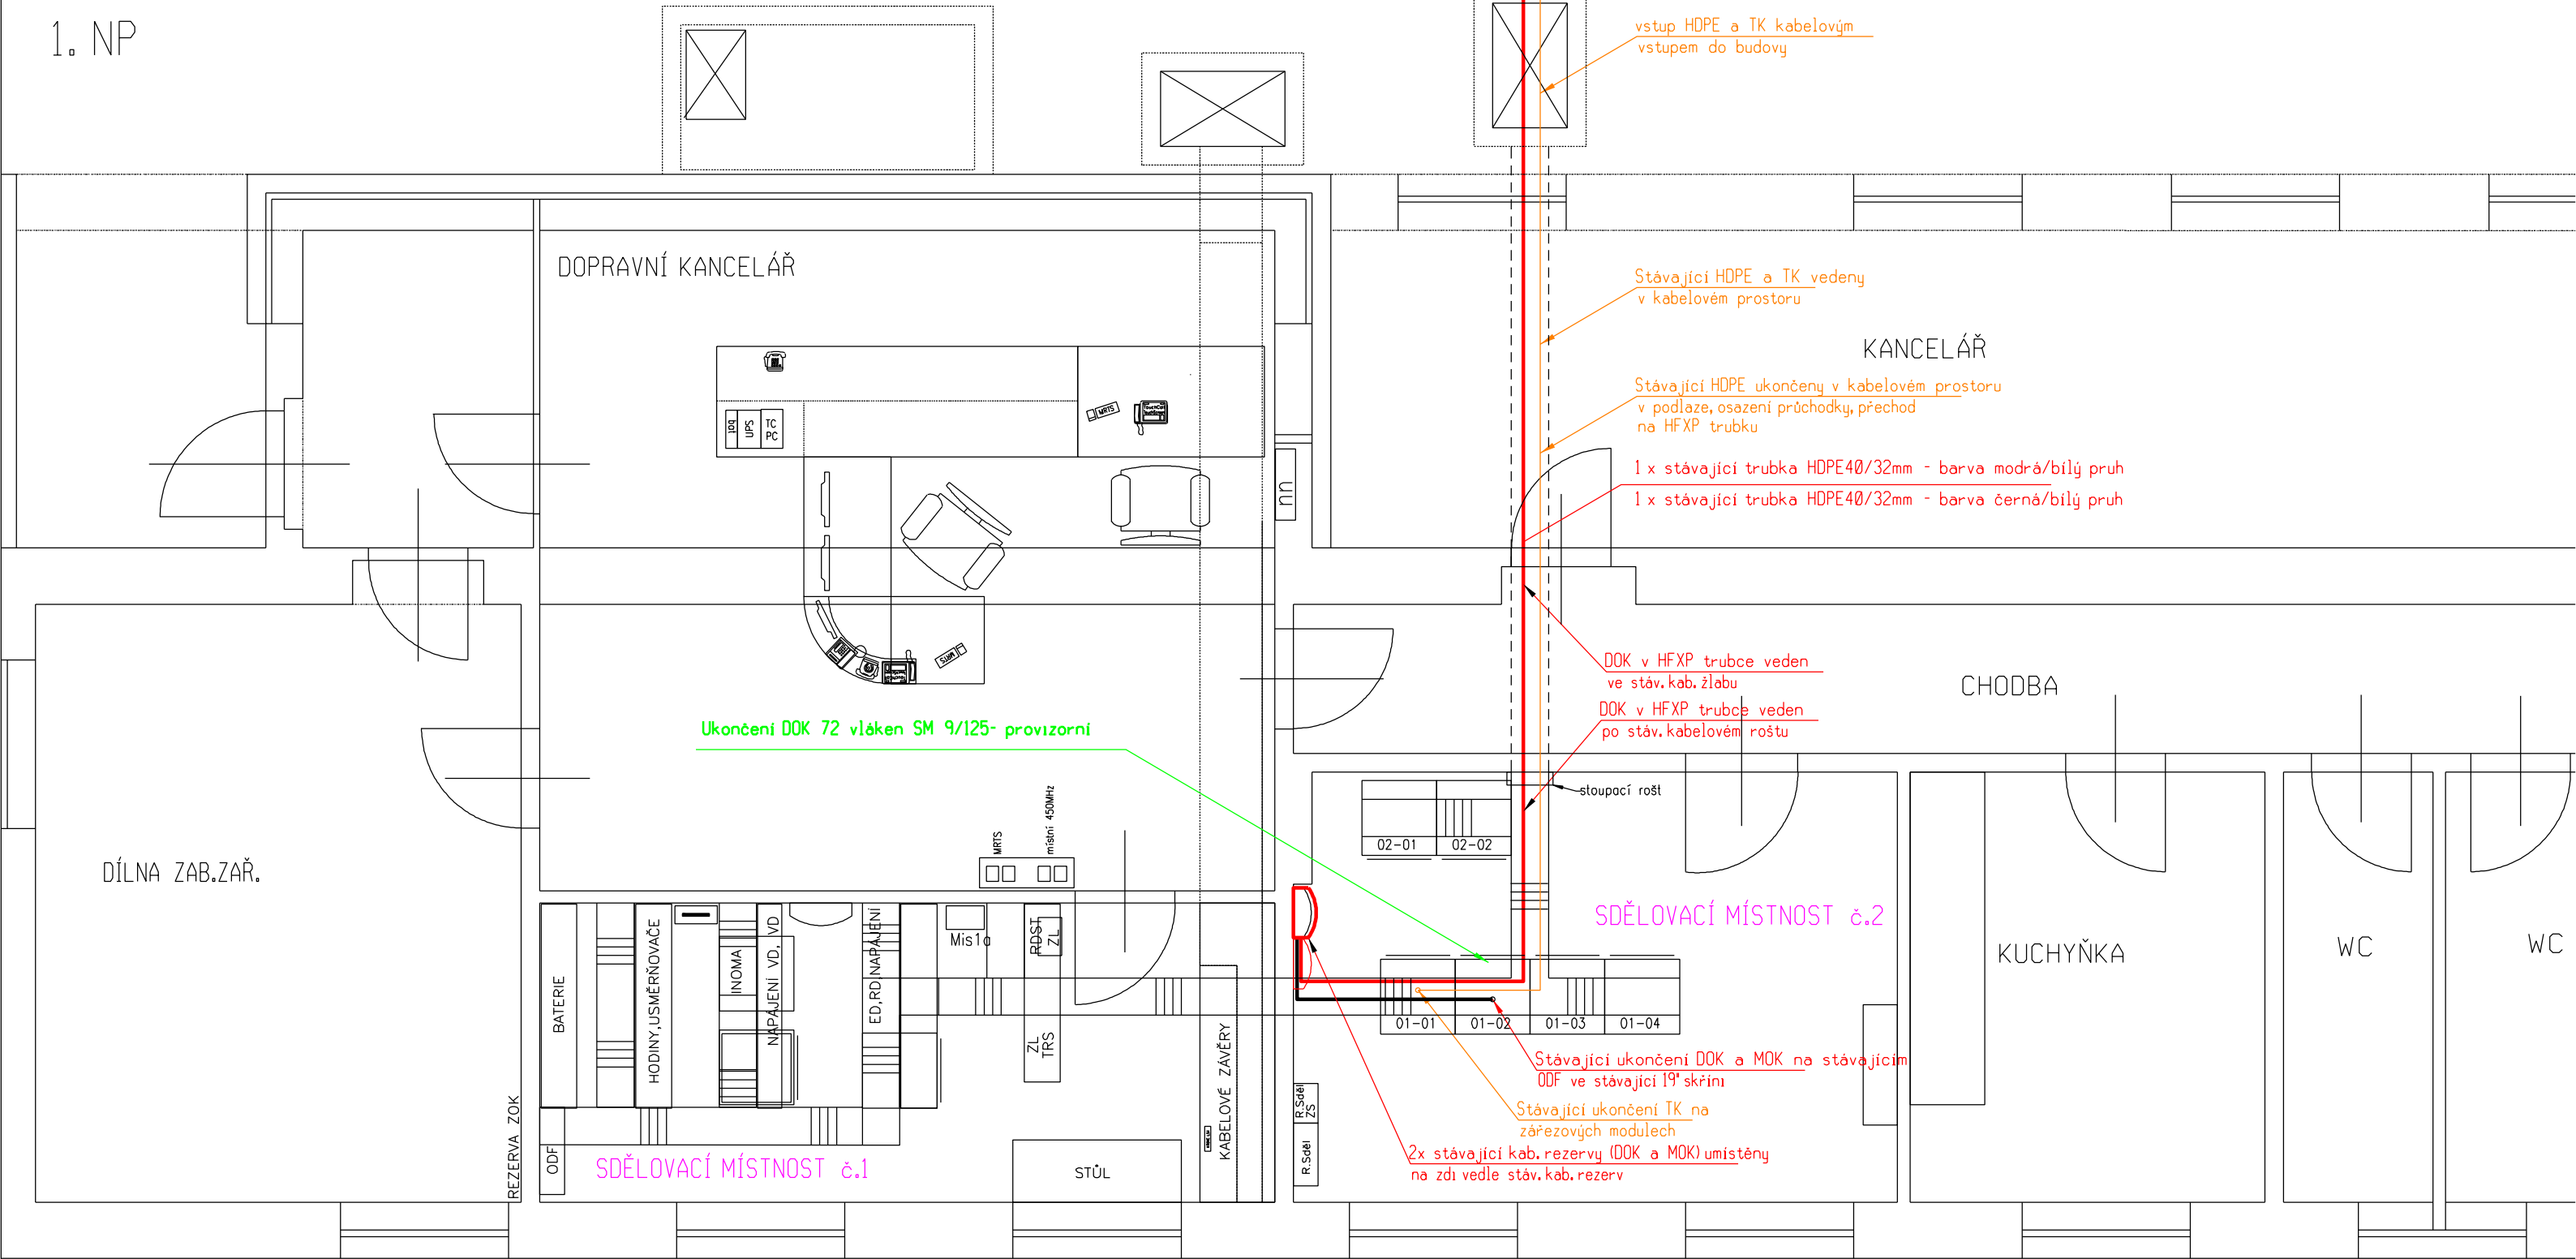 1. NP
vstup HDPE a TK kabelovým
vstupem do budovy
DOPRAVNÍ KANCELÁŘ
Stávající HDPE a TK vedeny
v kabelovém prostoru
KANCELÁŘ
Stávající HDPE ukončeny v kabelovém prostoru
v podlaze, osazení průchodky, přechod
na HFXP trubku
1 x stávající trubka HDPE40/32mm - barva modrá/bílý pruh
1 x stávající trubka HDPE40/32mm - barva černá/bílý pruh
bat
UPS
TC
PC
MRTS
nn
MRTS
DOK v HFXP trubce veden
ve stáv. kab. žlabu
CHODBA
DOK v HFXP trubce veden
po stáv. kabelovém roštu
Ukončení DOK 72 vláken SM 9/125- provizorní
stoupací rošt
MRTS
místní 450MHz
02-01
02-02
DÍLNA ZAB.ZAŘ.
SDĚLOVACÍ MÍSTNOST č.2
KUCHYŇKA
WC
WC
BATERIE
HODINY,USMĚRŇOVAČE
INOMA
NAPÁJENÍ VD, VD
ED,RD,NAPÁJENÍ
Mis1a
RDST
ZL
ZL
TRS
KABELOVÉ ZÁVĚRY
01-01
01-02
01-03
01-04
Stávající ukončení DOK a MOK na stávajícím
ODF ve stávající 19" skříni
Stávající ukončení TK na
zářezových modulech
2x stávající kab. rezervy (DOK a MOK) umístěny
na zdi vedle stáv. kab. rezerv
R.Sděl
ZS
R.Sděl
REZERVA ZOK
ODF
SDĚLOVACÍ MÍSTNOST č.1
STŮL